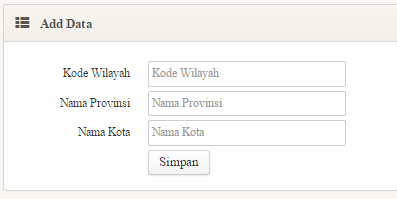 Add Data
Kode Wilayah Kode Wilayah
Nama Provinsi Nama Provinsi
Nama Kota Nama Kota
Simpan